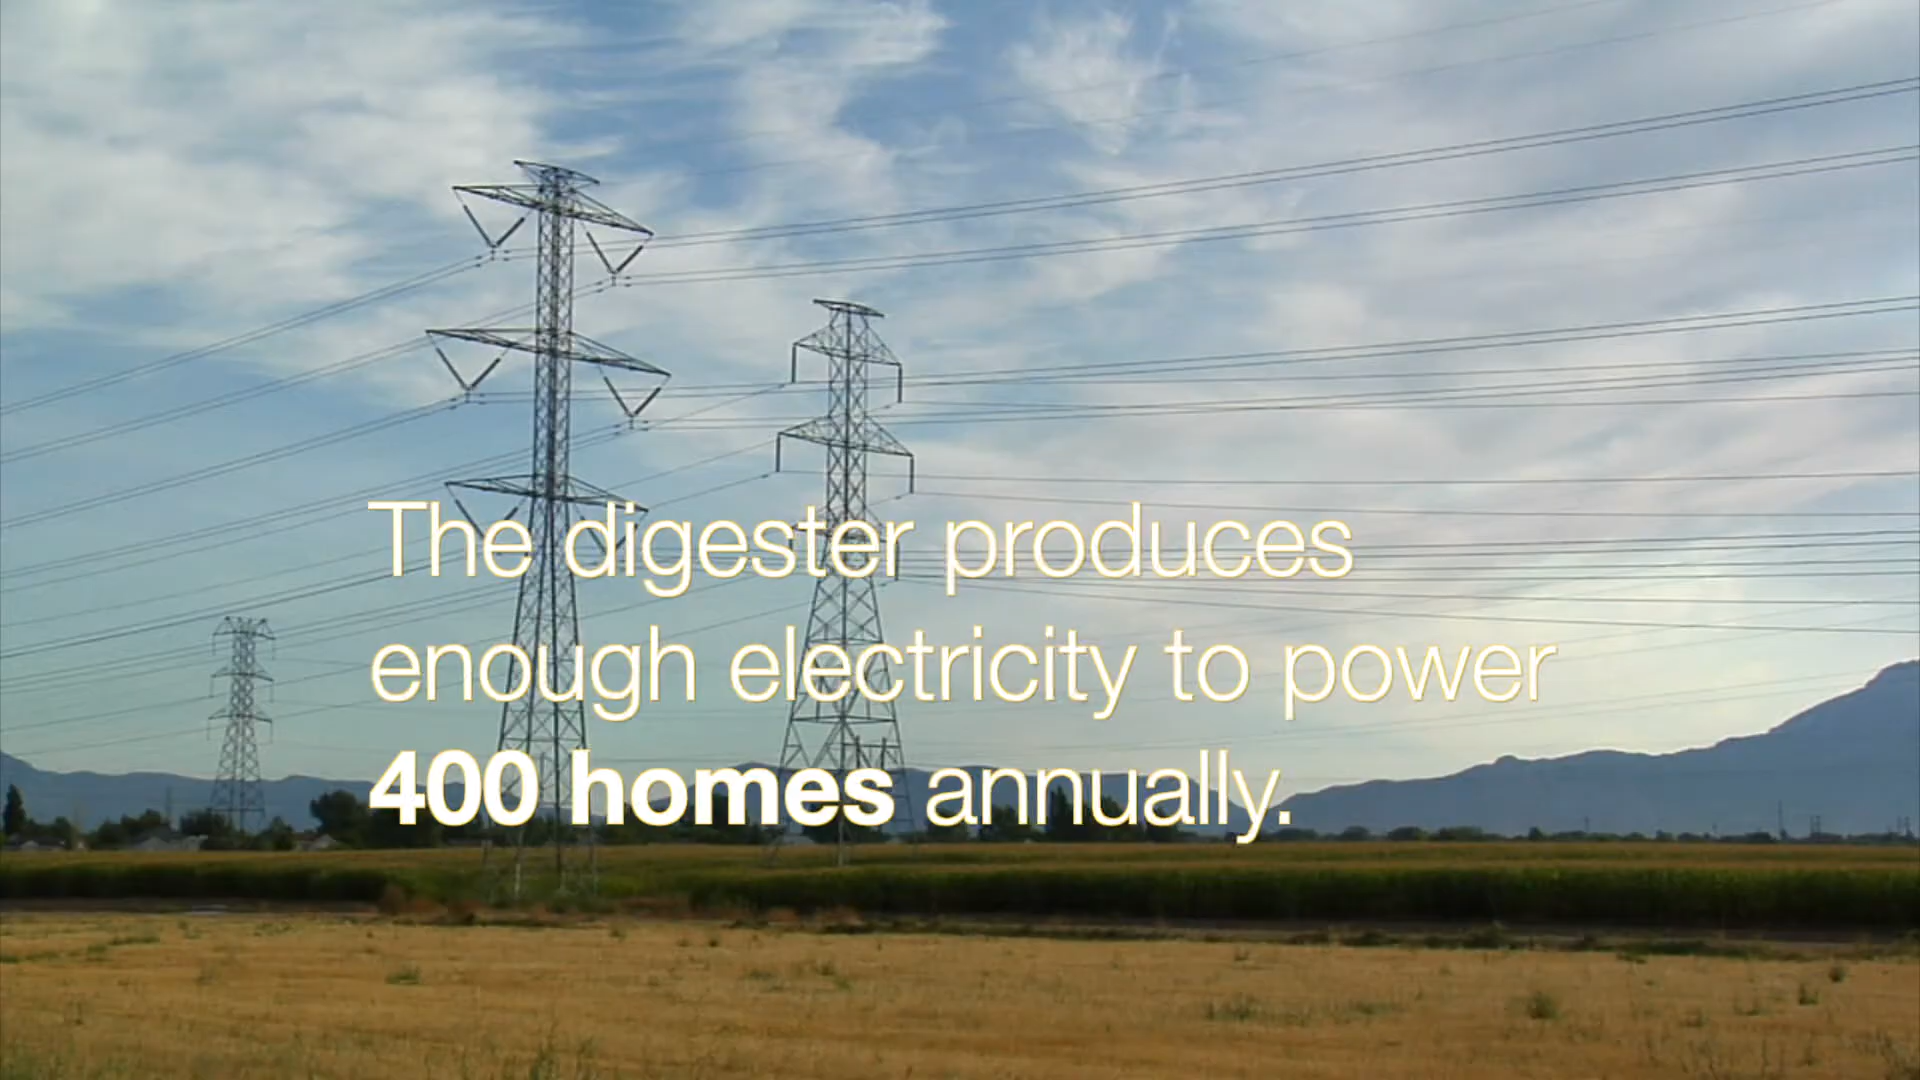 The digester produces
enough electricity to power
400 homes annually.